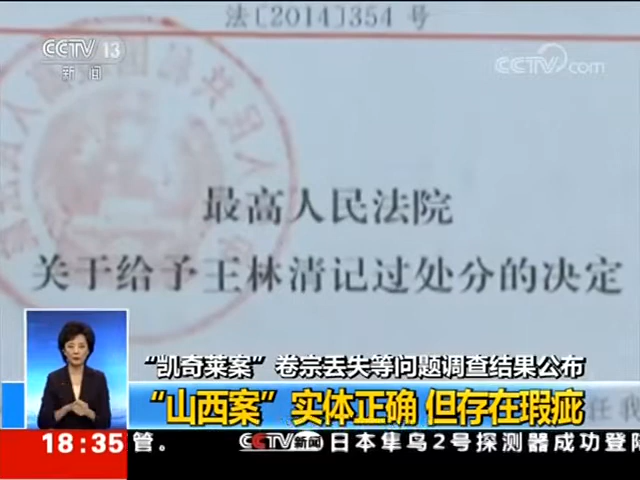 法〔2014〕354 号
CCTV 13
新闻
CCTV.com
最高人民法院
关于给予王林清记过处分的决定
“凯奇莱案”卷宗丢失等问题调查结果公布
“山西案”实体正确 但存在瑕疵
任我
18:35 管。 CCTV新闻 日本隼鸟2号探测器成功登陆